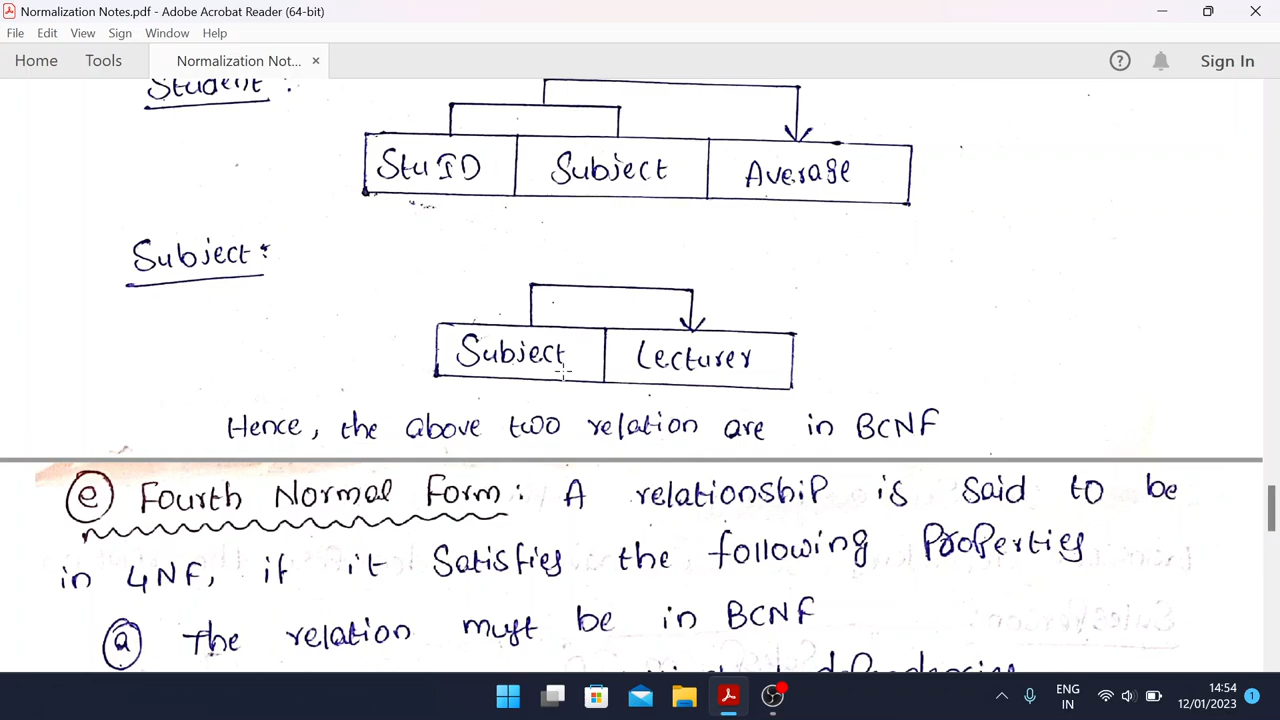 Normalization Notes.pdf - Adobe Acrobat Reader (64-bit)
File Edit View Sign Window Help
Home Tools Normalization Not... × Sign In
Student :
StuID Subject Average
Subject :
Subject Lecturer
Hence, the above two relation are in BCNF
e Fourth Normal Form : A relationship is said to be
in 4NF, if it Satisfies the following Properties
a The relation must be in BCNF
ENG
IN
14:54
12/01/2023
1